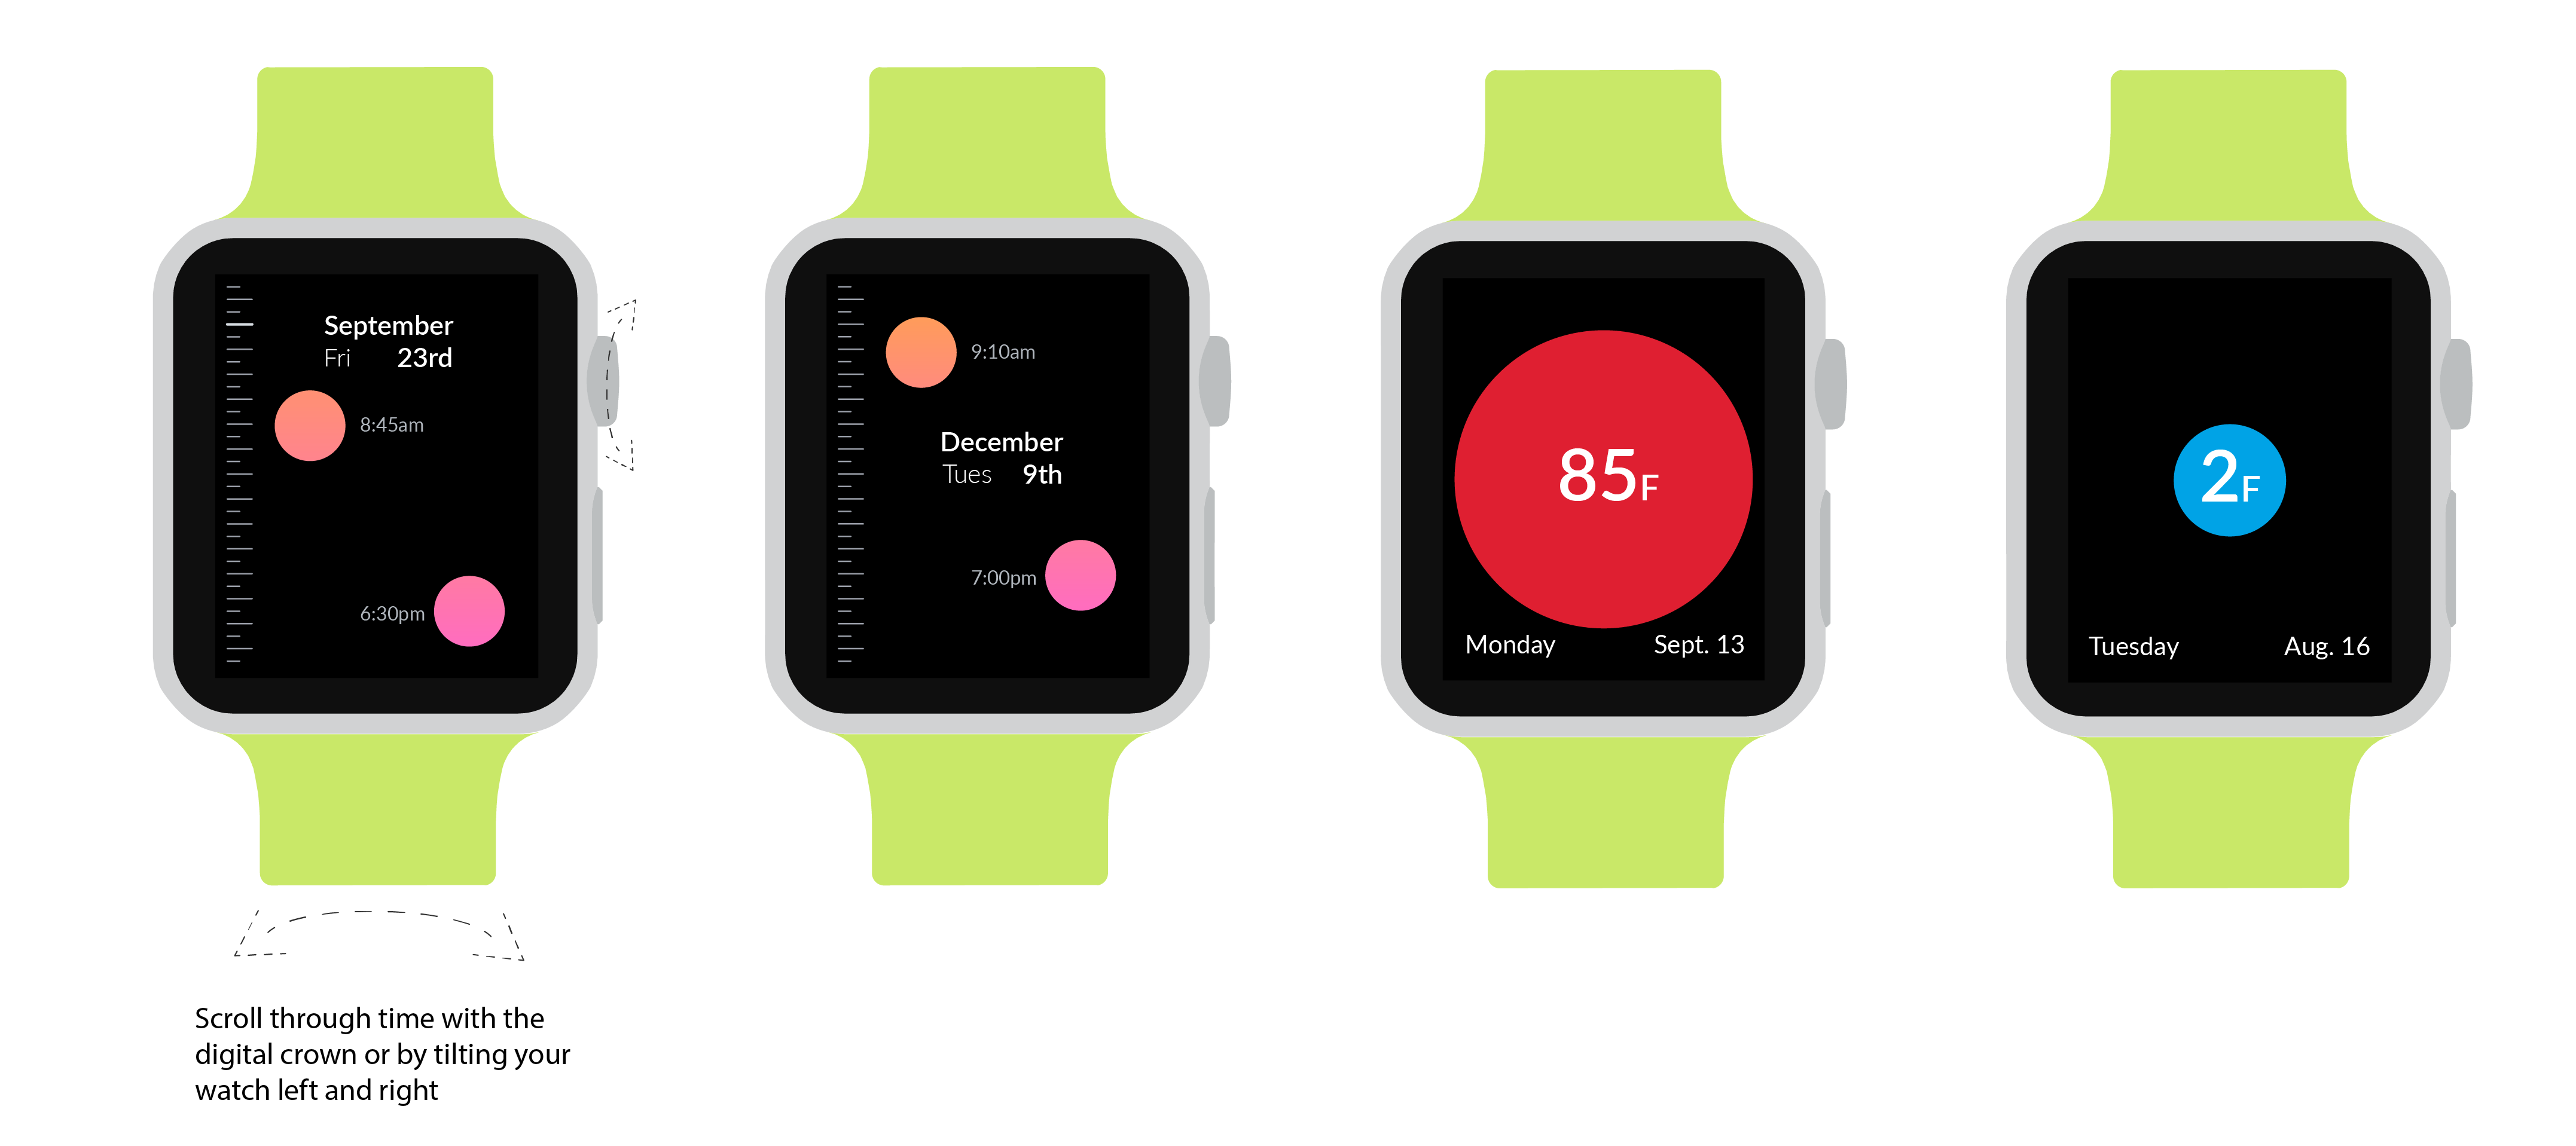 September
Fri 23rd
8:45am
6:30pm
9:10am
December
Tues 9th
7:00pm
85F
Monday Sept. 13
2F
Tuesday Aug. 16
Scroll through time with the
digital crown or by tilting your
watch left and right